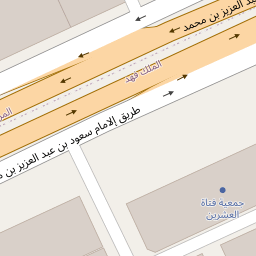 عبد العزيز بن محمد
الملك فهد
طريق الامام سعود بن عبد العزيز بن
جمعية فتاة
العشرين